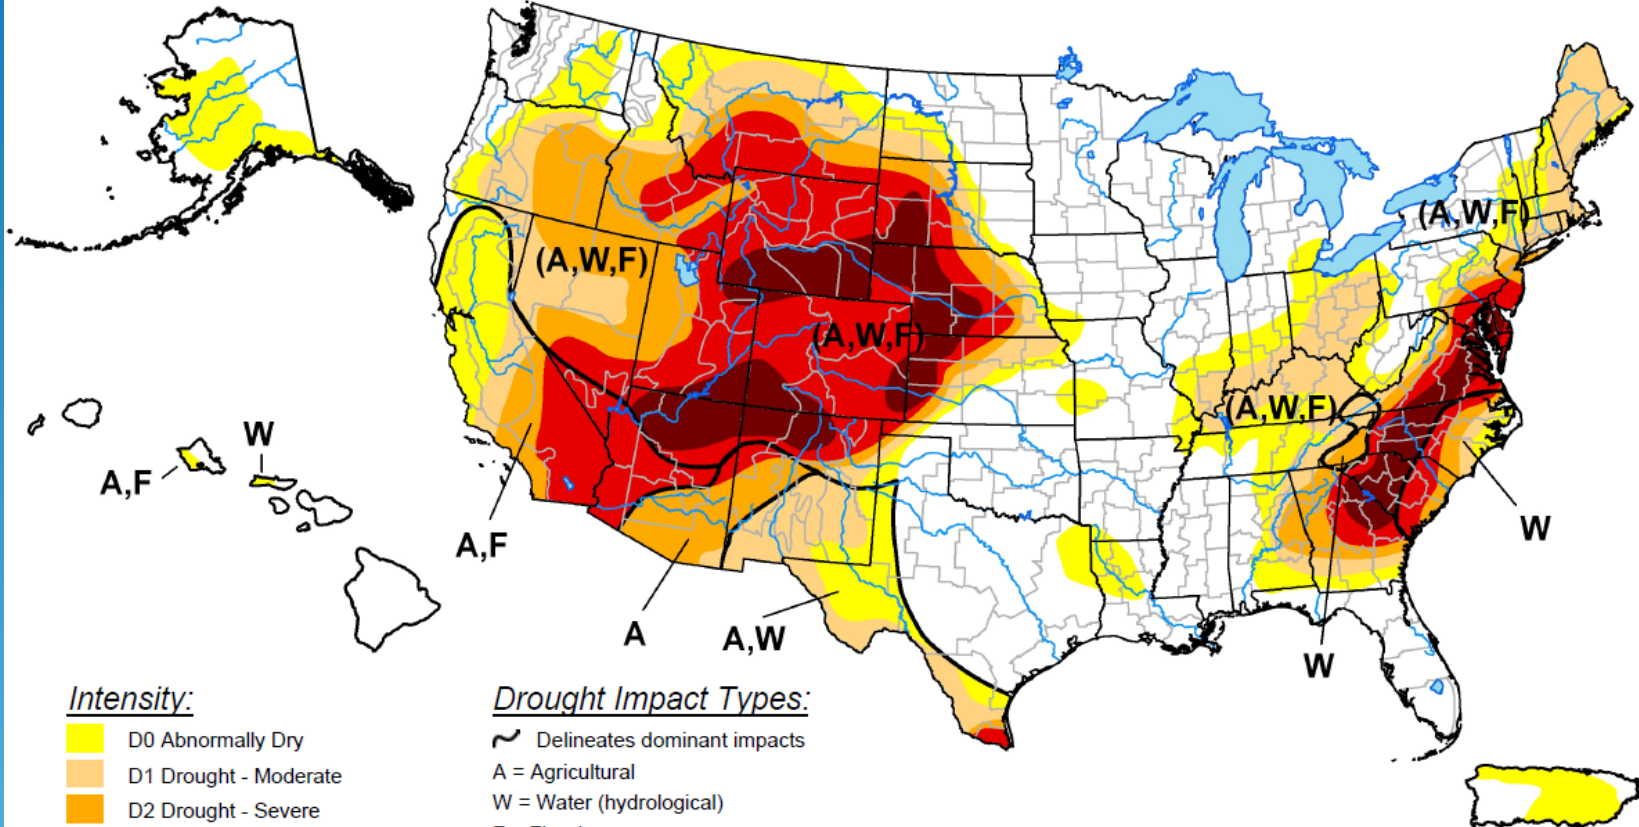 (A,W,F)
(A,W,F)
(A,W,F)
(A,W,F)
W
A,F
A,F
W
A
A,W
W
Intensity:
D0 Abnormally Dry
D1 Drought - Moderate
D2 Drought - Severe
Drought Impact Types:
Delineates dominant impacts
A = Agricultural
W = Water (hydrological)